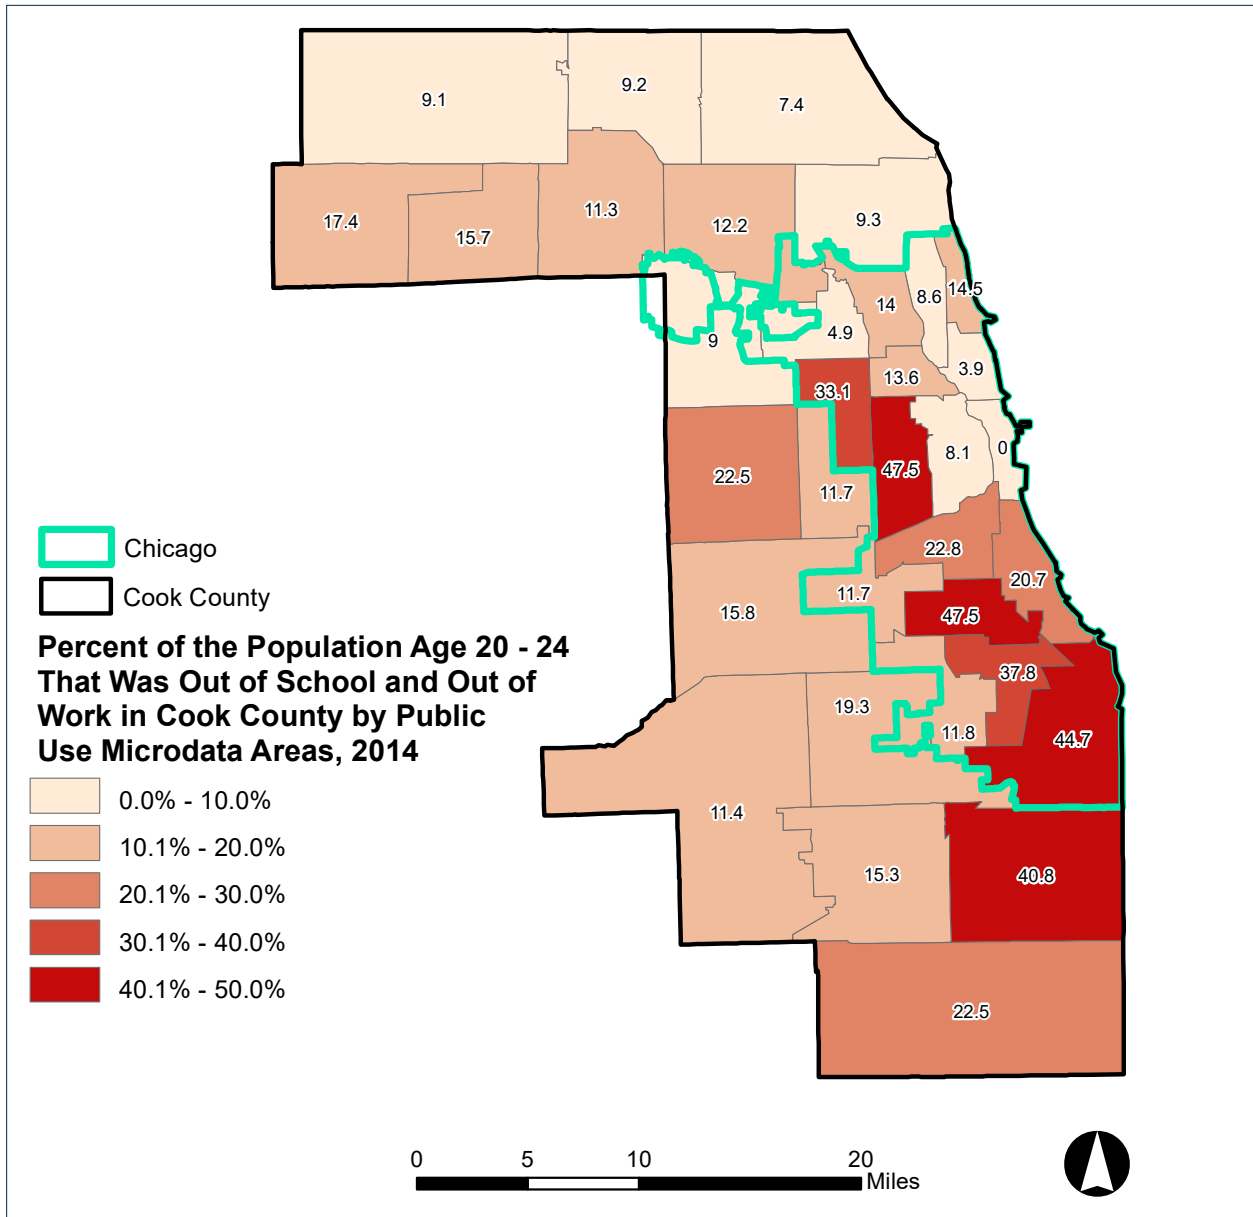 9.1
9.2
7.4
17.4
15.7
11.3
12.2
9.3
14
8.6
14.5
9
4.9
3.9
33.1
13.6
47.5
8.1
0
22.5
11.7
22.8
20.7
15.8
11.7
47.5
37.8
19.3
11.8
44.7
11.4
15.3
40.8
22.5
Chicago
Cook County
Percent of the Population Age 20 - 24
That Was Out of School and Out of
Work in Cook County by Public
Use Microdata Areas, 2014
0.0% - 10.0%
10.1% - 20.0%
20.1% - 30.0%
30.1% - 40.0%
40.1% - 50.0%
0 5 10 20
Miles